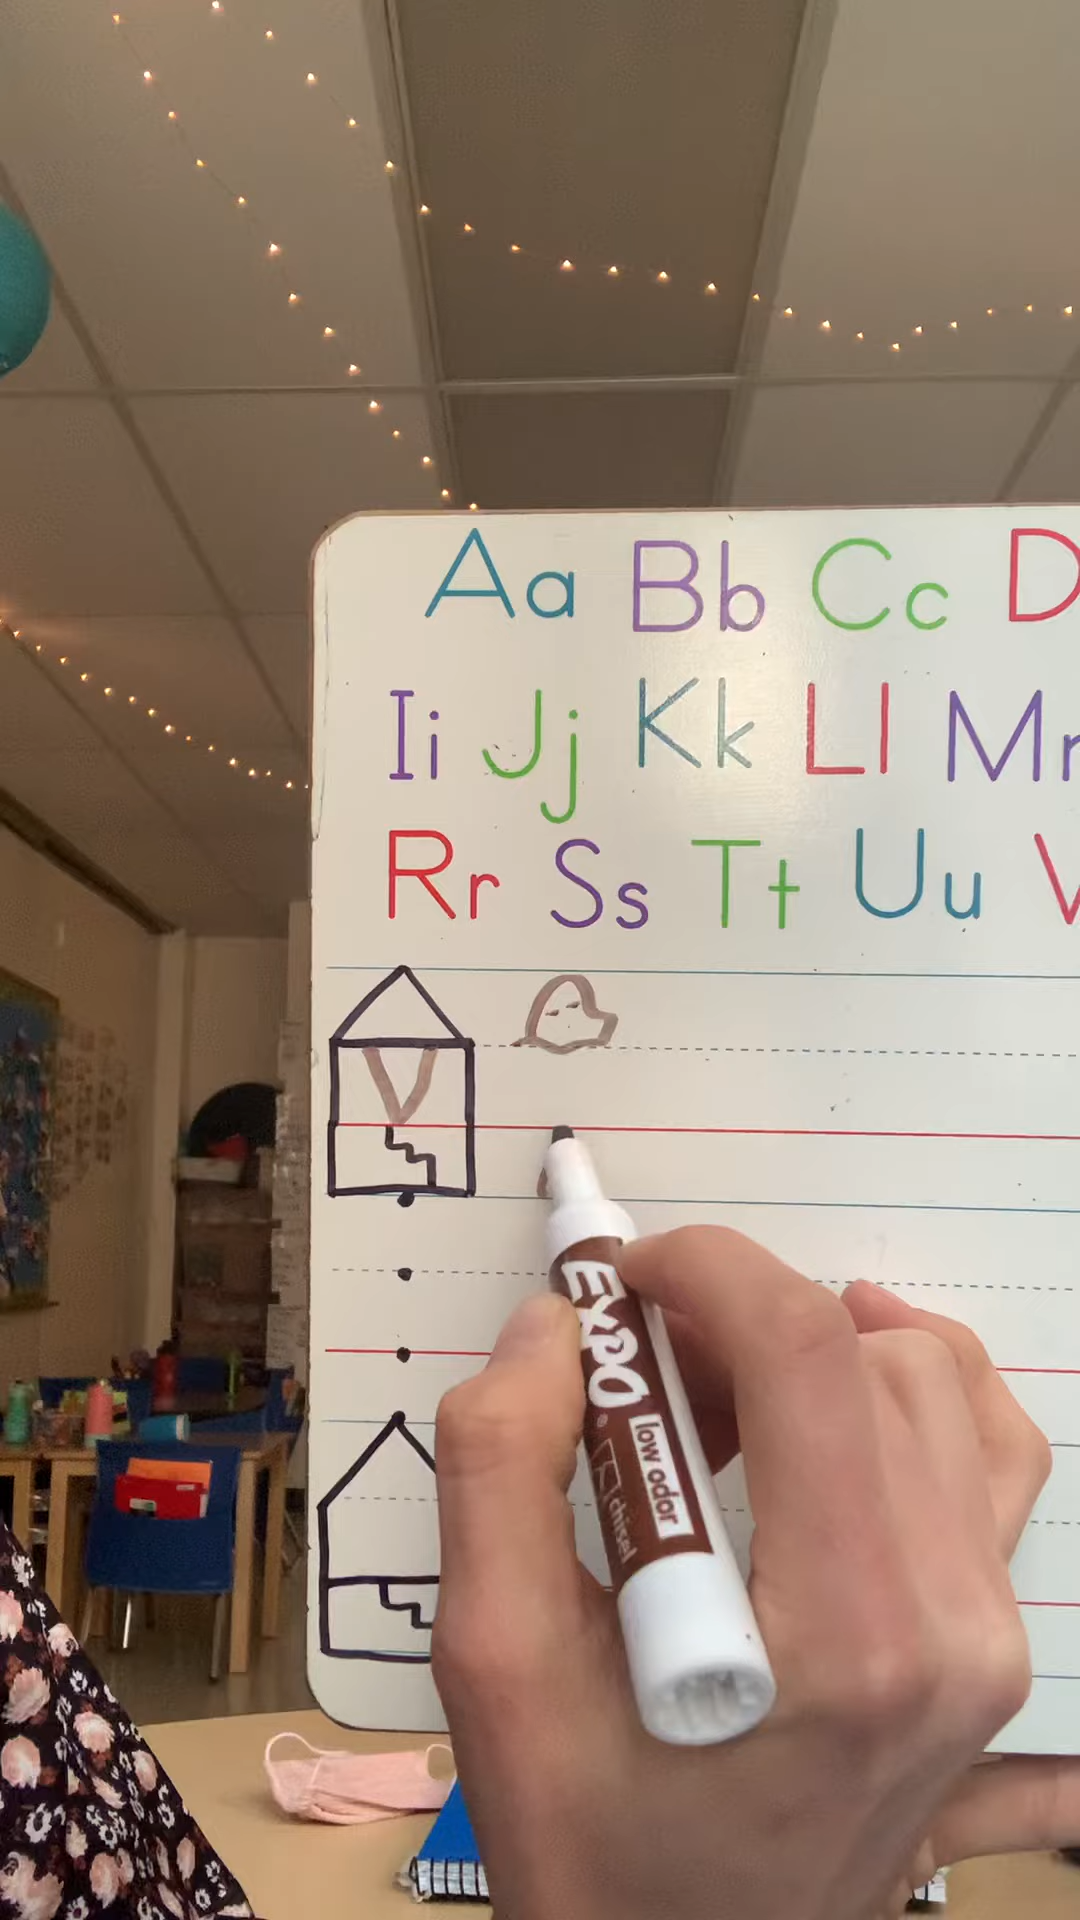 Aa Bb Cc D
Ii Jj Kk Ll M
Rr Ss Tt Uu V
V
EXPO
low odor
chisel